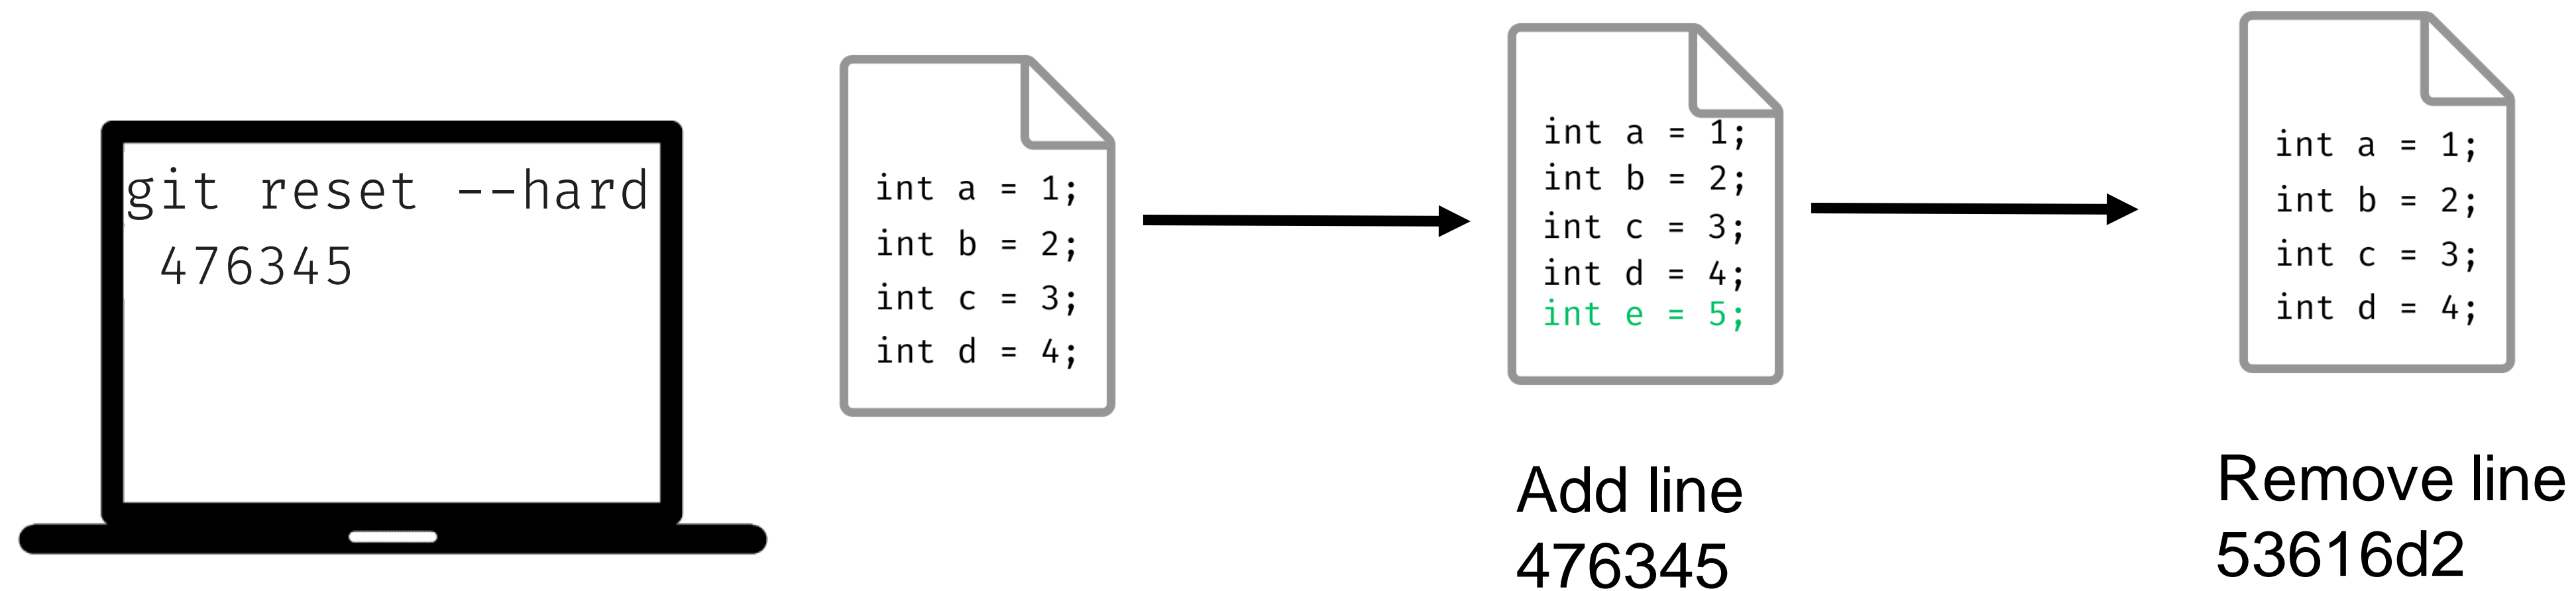 git reset --hard
476345
int a = 1;
int b = 2;
int c = 3;
int d = 4;
int a = 1;
int b = 2;
int c = 3;
int d = 4;
int e = 5;
Add line
476345
int a = 1;
int b = 2;
int c = 3;
int d = 4;
Remove line
53616d2